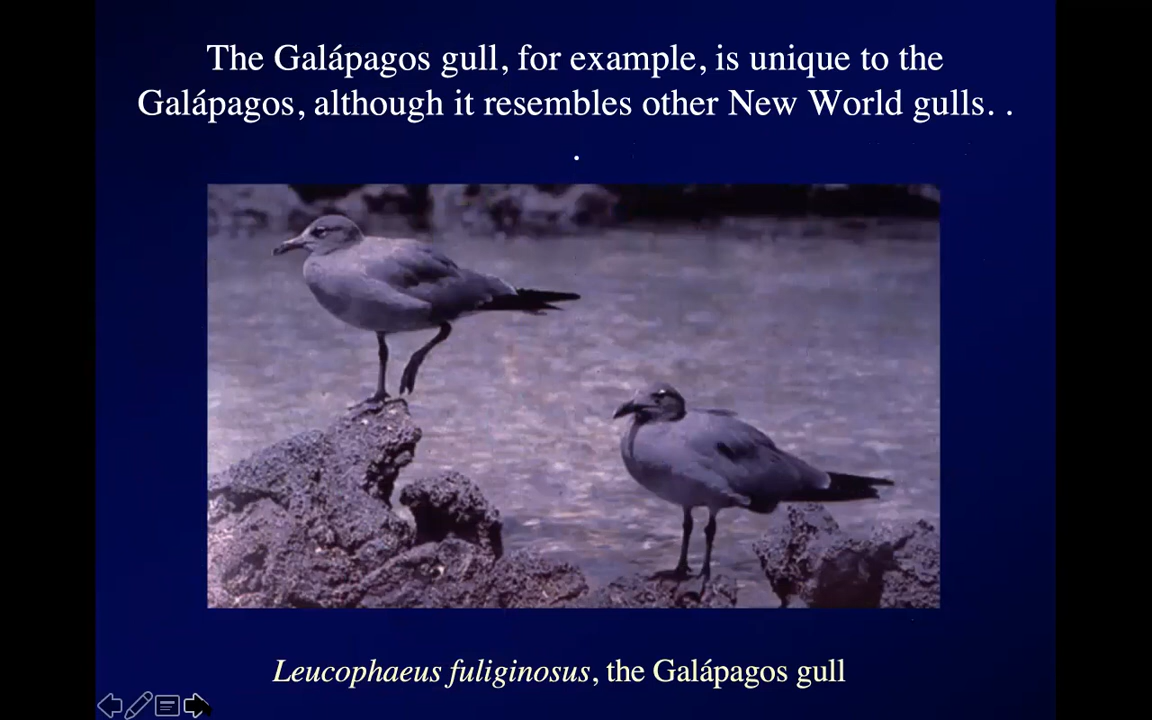 The Galápagos gull, for example, is unique to the
Galápagos, although it resembles other New World gulls. .
.
Leucophaeus fuliginosus, the Galápagos gull